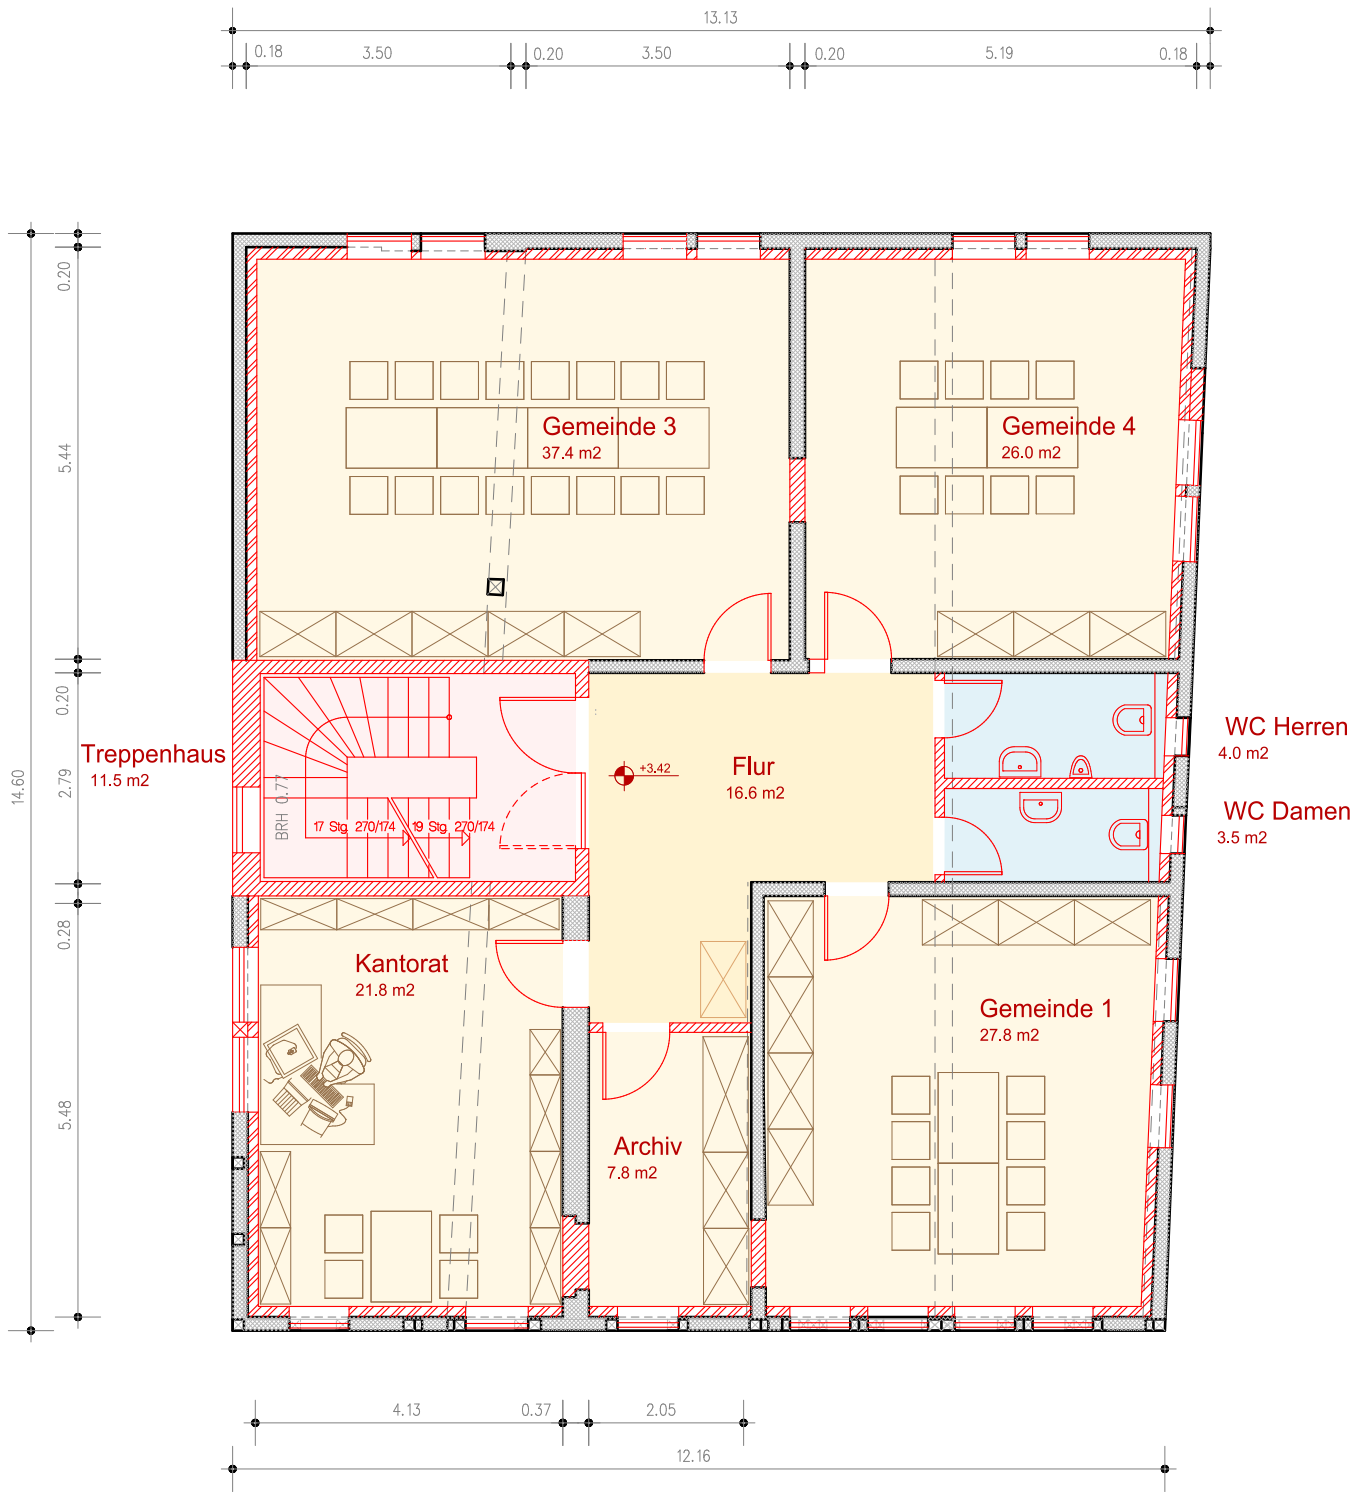 13.13
0.18 3.50 0.20 3.50 0.20 5.19 0.18
0.20
5.44
0.20
2.79
0.28
5.48
14.60
Gemeinde 3
37.4 m2
Gemeinde 4
26.0 m2
Treppenhaus
11.5 m2
BRH 0.77
17 Stg 270/174 19 Stg 270/174
+3.42
Flur
16.6 m2
WC Herren
4.0 m2
WC Damen
3.5 m2
Kantorat
21.8 m2
Gemeinde 1
27.8 m2
Archiv
7.8 m2
4.13 0.37 2.05
12.16